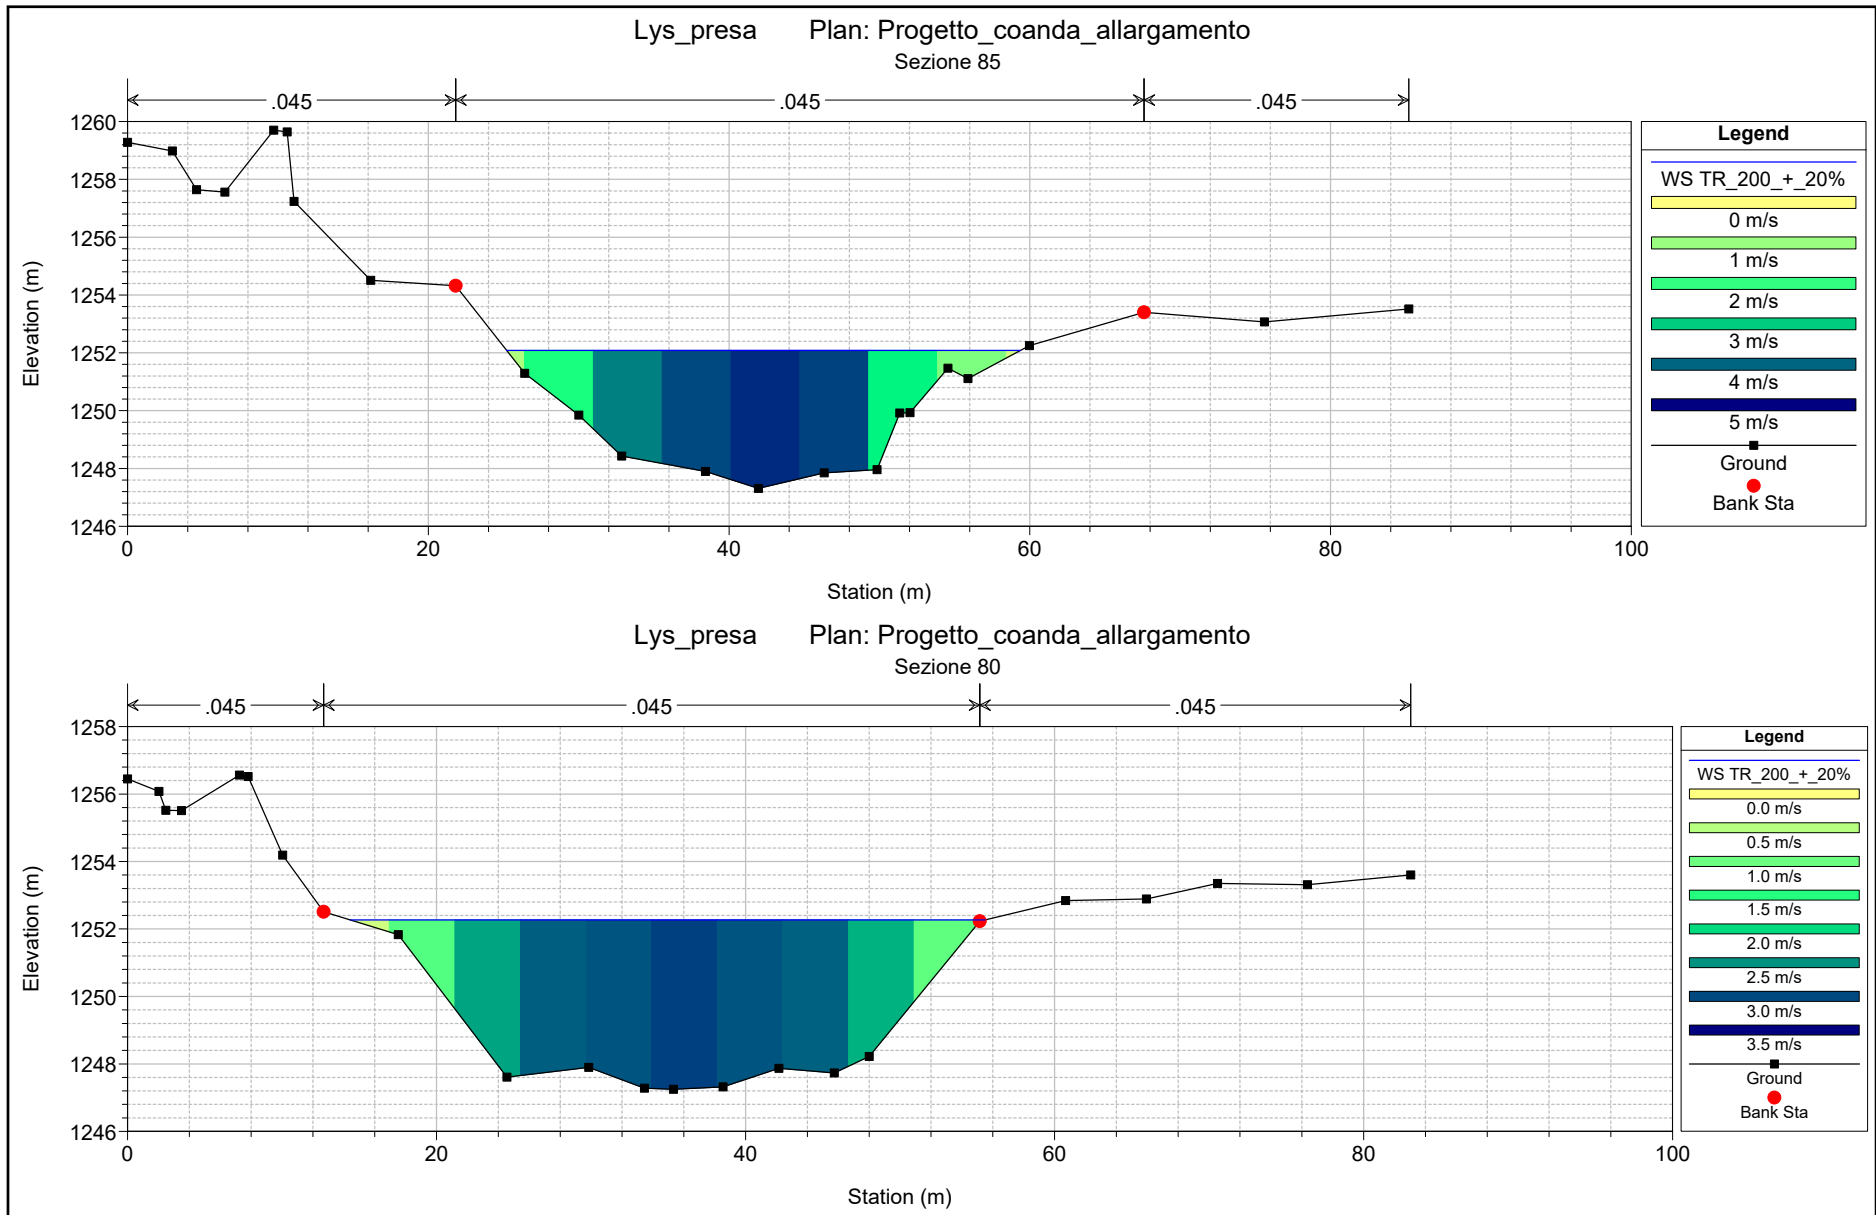 Lys_presa Plan: Progetto_coanda_allargamento
Sezione 85
.045 .045 .045
1260
1258
1256
1254
1252
1250
1248
1246
Elevation (m)
0 20 40 60 80 100
Station (m)
Legend
WS TR_200_+_20%
0 m/s
1 m/s
2 m/s
3 m/s
4 m/s
5 m/s
Ground
Bank Sta
Lys_presa Plan: Progetto_coanda_allargamento
Sezione 80
.045 .045 .045
1258
1256
1254
1252
1250
1248
1246
Elevation (m)
0 20 40 60 80 100
Station (m)
Legend
WS TR_200_+_20%
0.0 m/s
0.5 m/s
1.0 m/s
1.5 m/s
2.0 m/s
2.5 m/s
3.0 m/s
3.5 m/s
Ground
Bank Sta